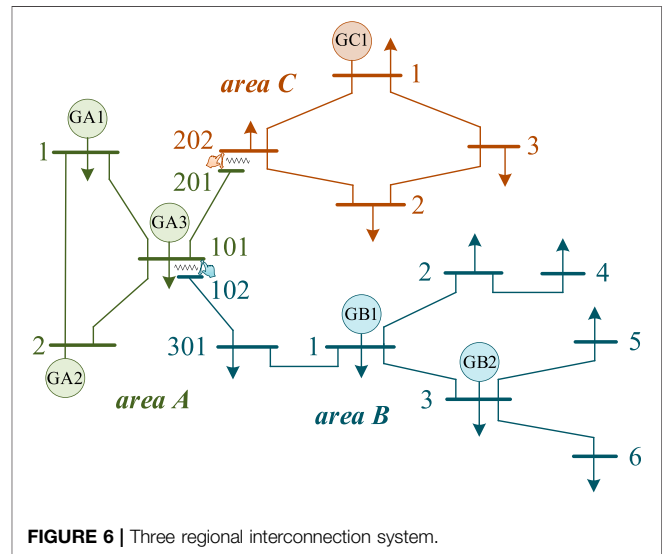 GC1
1
area C
GA1
1
202
3
201
2
GA3
101
102
2
4
GB1
5
2
301
1
GB2
GA2
area A
3
area B
6
FIGURE 6 | Three regional interconnection system.